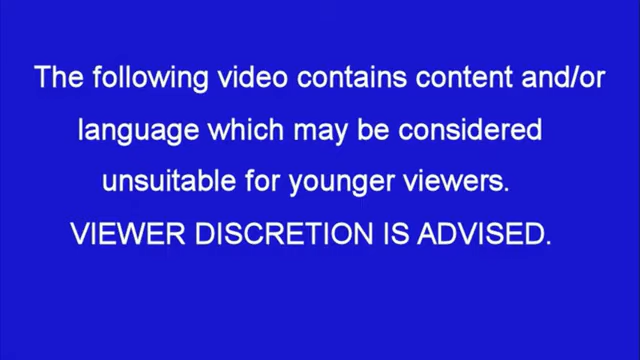 The following video contains content and/or
language which may be considered
unsuitable for younger viewers.
VIEWER DISCRETION IS ADVISED.